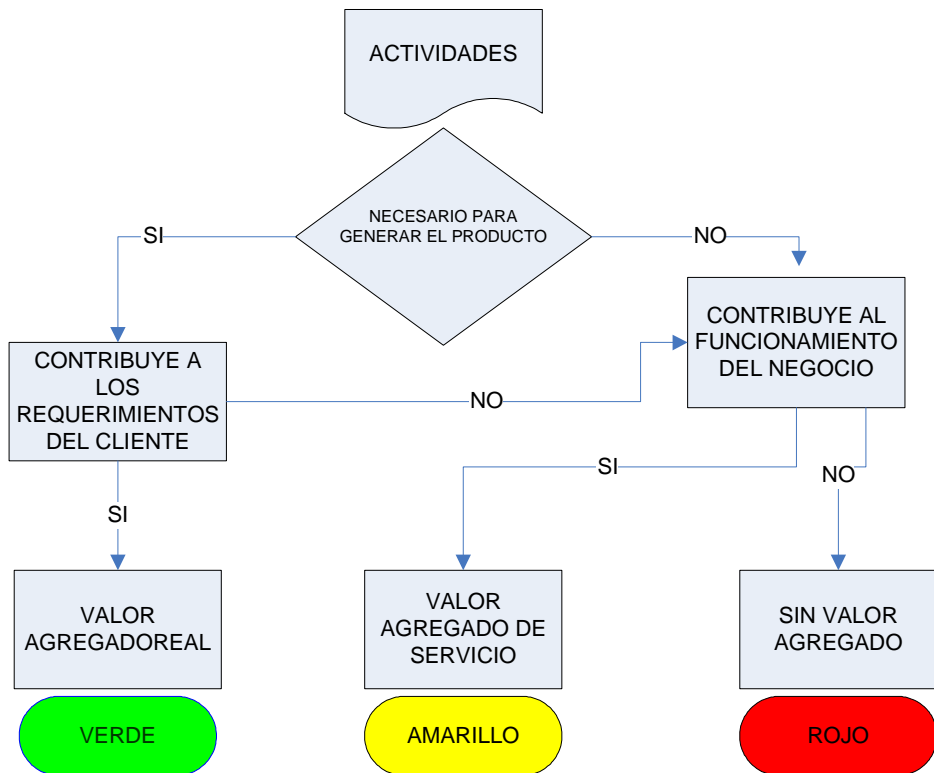 ACTIVIDADES
NECESARIO PARA
GENERAR EL PRODUCTO
SI
NO
CONTRIBUYE A
LOS
REQUERIMIENTOS
DEL CLIENTE
CONTRIBUYE AL
FUNCIONAMIENTO
DEL NEGOCIO
NO
SI
SI
NO
VALOR
AGREGADOREAL
VALOR
AGREGADO DE
SERVICIO
SIN VALOR
AGREGADO
VERDE
AMARILLO
ROJO